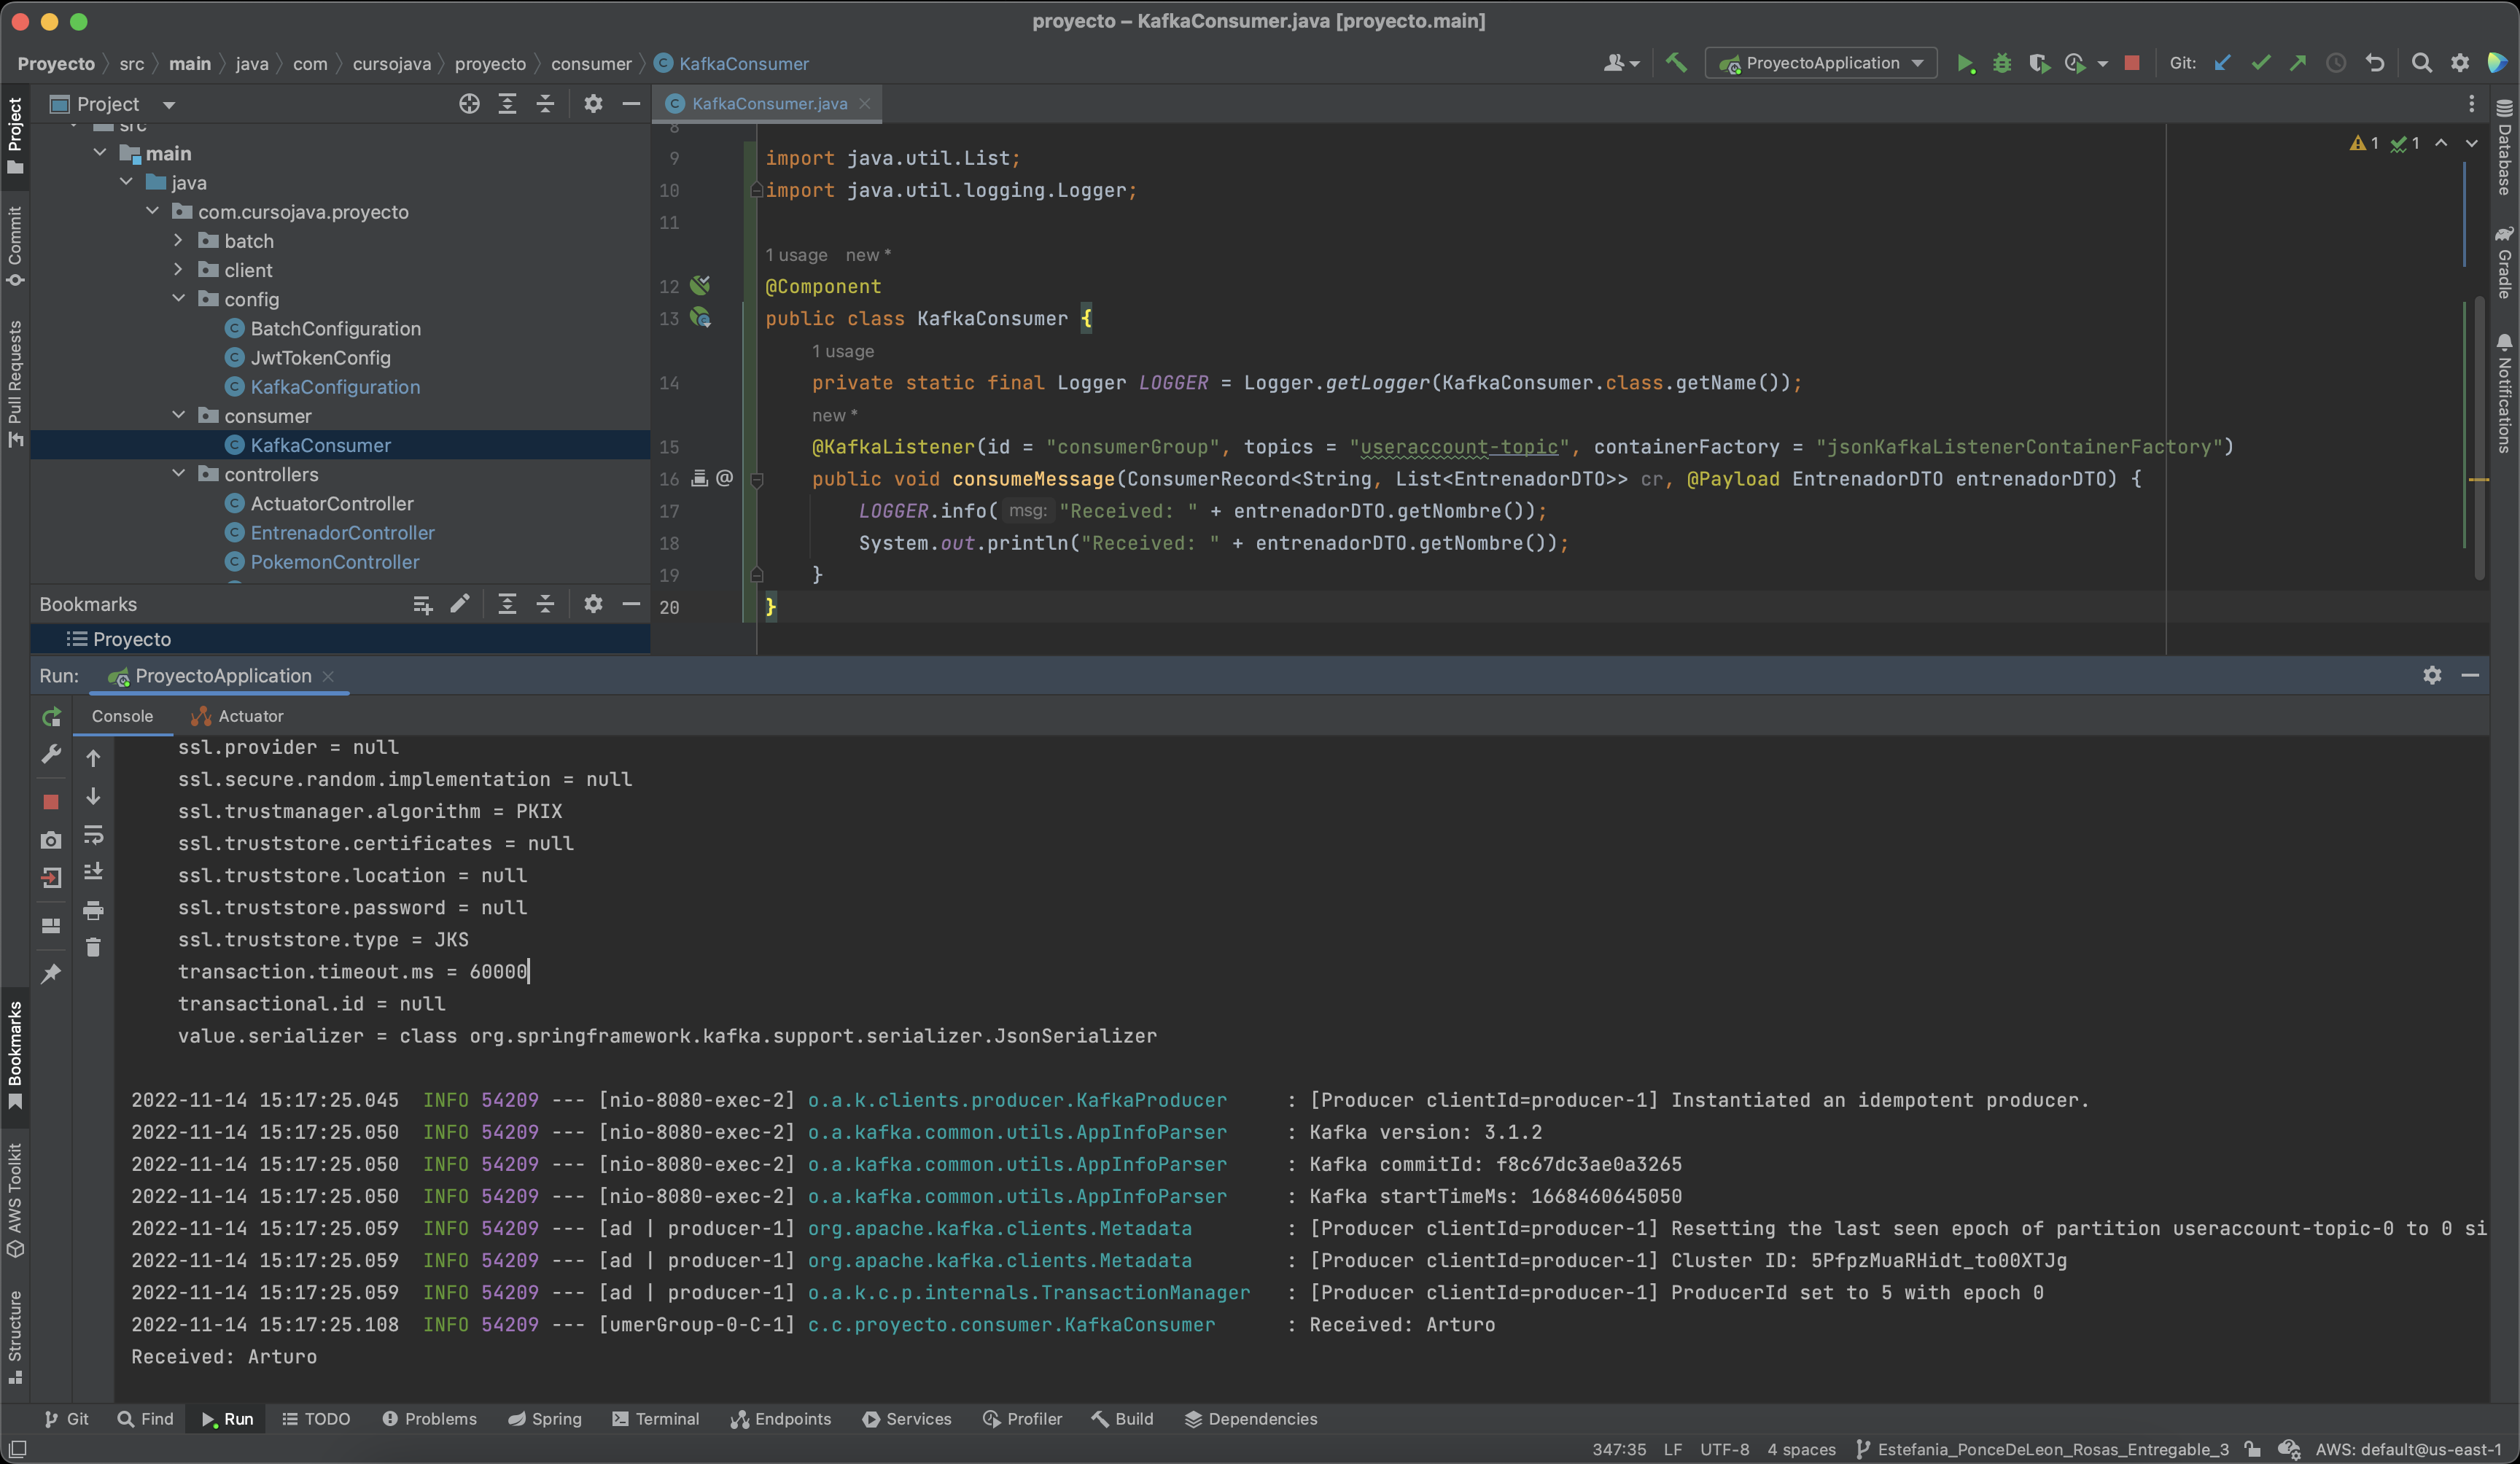 proyecto – KafkaConsumer.java [proyecto.main]
Proyecto src main java com cursojava proyecto consumer KafkaConsumer
ProyectoApplication Git:
Project
KafkaConsumer.java
src
main
java
com.cursojava.proyecto
batch
client
config
BatchConfiguration
JwtTokenConfig
KafkaConfiguration
consumer
KafkaConsumer
controllers
ActuatorController
EntrenadorController
PokemonController
Bookmarks
Proyecto
8
9 import java.util.List;
10 import java.util.logging.Logger;
11
1 usage new *
12 @Component
13 public class KafkaConsumer {
1 usage
14 private static final Logger LOGGER = Logger.getLogger(KafkaConsumer.class.getName());
new *
15 @KafkaListener(id = "consumerGroup", topics = "useraccount-topic", containerFactory = "jsonKafkaListenerContainerFactory")
16 @ public void consumeMessage(ConsumerRecord<String, List<EntrenadorDTO>> cr, @Payload EntrenadorDTO entrenadorDTO) {
17 LOGGER.info( msg: "Received: " + entrenadorDTO.getNombre());
18 System.out.println("Received: " + entrenadorDTO.getNombre());
19 }
20 }
1 1
Project
Commit
Pull Requests
Bookmarks
AWS Toolkit
Structure
Database
Gradle
Notifications
Run: ProyectoApplication
Console Actuator
ssl.provider = null
ssl.secure.random.implementation = null
ssl.trustmanager.algorithm = PKIX
ssl.truststore.certificates = null
ssl.truststore.location = null
ssl.truststore.password = null
ssl.truststore.type = JKS
transaction.timeout.ms = 60000
transactional.id = null
value.serializer = class org.springframework.kafka.support.serializer.JsonSerializer
2022-11-14 15:17:25.045 INFO 54209 --- [nio-8080-exec-2] o.a.k.clients.producer.KafkaProducer : [Producer clientId=producer-1] Instantiated an idempotent producer.
2022-11-14 15:17:25.050 INFO 54209 --- [nio-8080-exec-2] o.a.kafka.common.utils.AppInfoParser : Kafka version: 3.1.2
2022-11-14 15:17:25.050 INFO 54209 --- [nio-8080-exec-2] o.a.kafka.common.utils.AppInfoParser : Kafka commitId: f8c67dc3ae0a3265
2022-11-14 15:17:25.050 INFO 54209 --- [nio-8080-exec-2] o.a.kafka.common.utils.AppInfoParser : Kafka startTimeMs: 1668460645050
2022-11-14 15:17:25.059 INFO 54209 --- [ad | producer-1] org.apache.kafka.clients.Metadata : [Producer clientId=producer-1] Resetting the last seen epoch of partition useraccount-topic-0 to 0 si
2022-11-14 15:17:25.059 INFO 54209 --- [ad | producer-1] org.apache.kafka.clients.Metadata : [Producer clientId=producer-1] Cluster ID: 5PfpzMuaRHidt_to00XTJg
2022-11-14 15:17:25.059 INFO 54209 --- [ad | producer-1] o.a.k.c.p.internals.TransactionManager : [Producer clientId=producer-1] ProducerId set to 5 with epoch 0
2022-11-14 15:17:25.108 INFO 54209 --- [umerGroup-0-C-1] c.c.proyecto.consumer.KafkaConsumer : Received: Arturo
Received: Arturo
Git Find Run TODO Problems Spring Terminal Endpoints Services Profiler Build Dependencies
347:35 LF UTF-8 4 spaces Estefania_PonceDeLeon_Rosas_Entregable_3 AWS: default@us-east-1